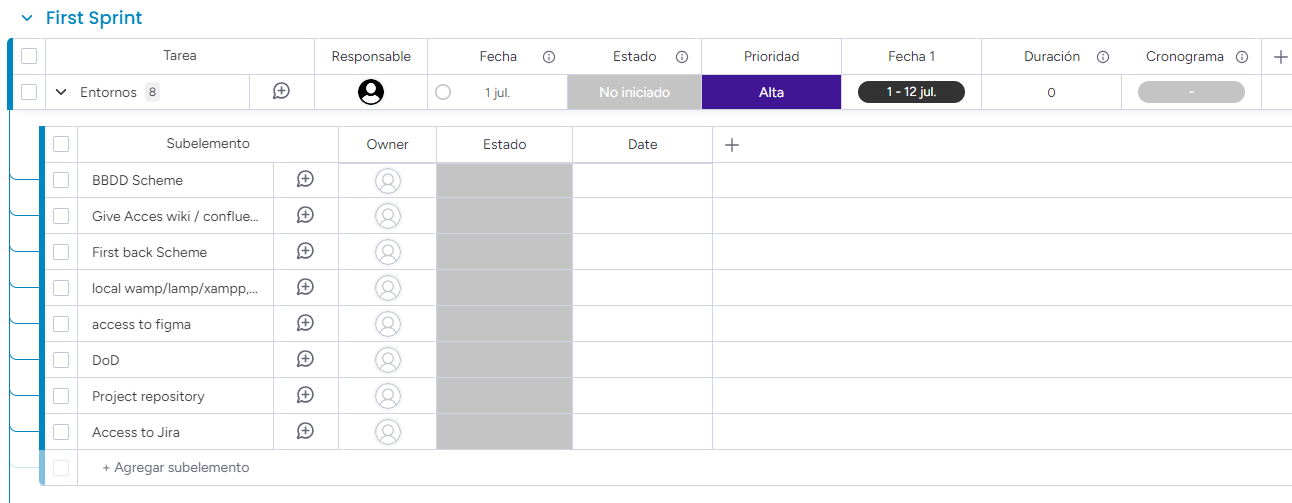 First Sprint
Tarea Responsable Fecha Estado Prioridad Fecha 1 Duración Cronograma
Entornos 8 1 jul. No iniciado Alta 1 - 12 jul. 0 -
Subelemento Owner Estado Date
BBDD Scheme
Give Acces wiki / conflue...
First back Scheme
local wamp/lamp/xampp,...
access to figma
DoD
Project repository
Access to Jira
+ Agregar subelemento